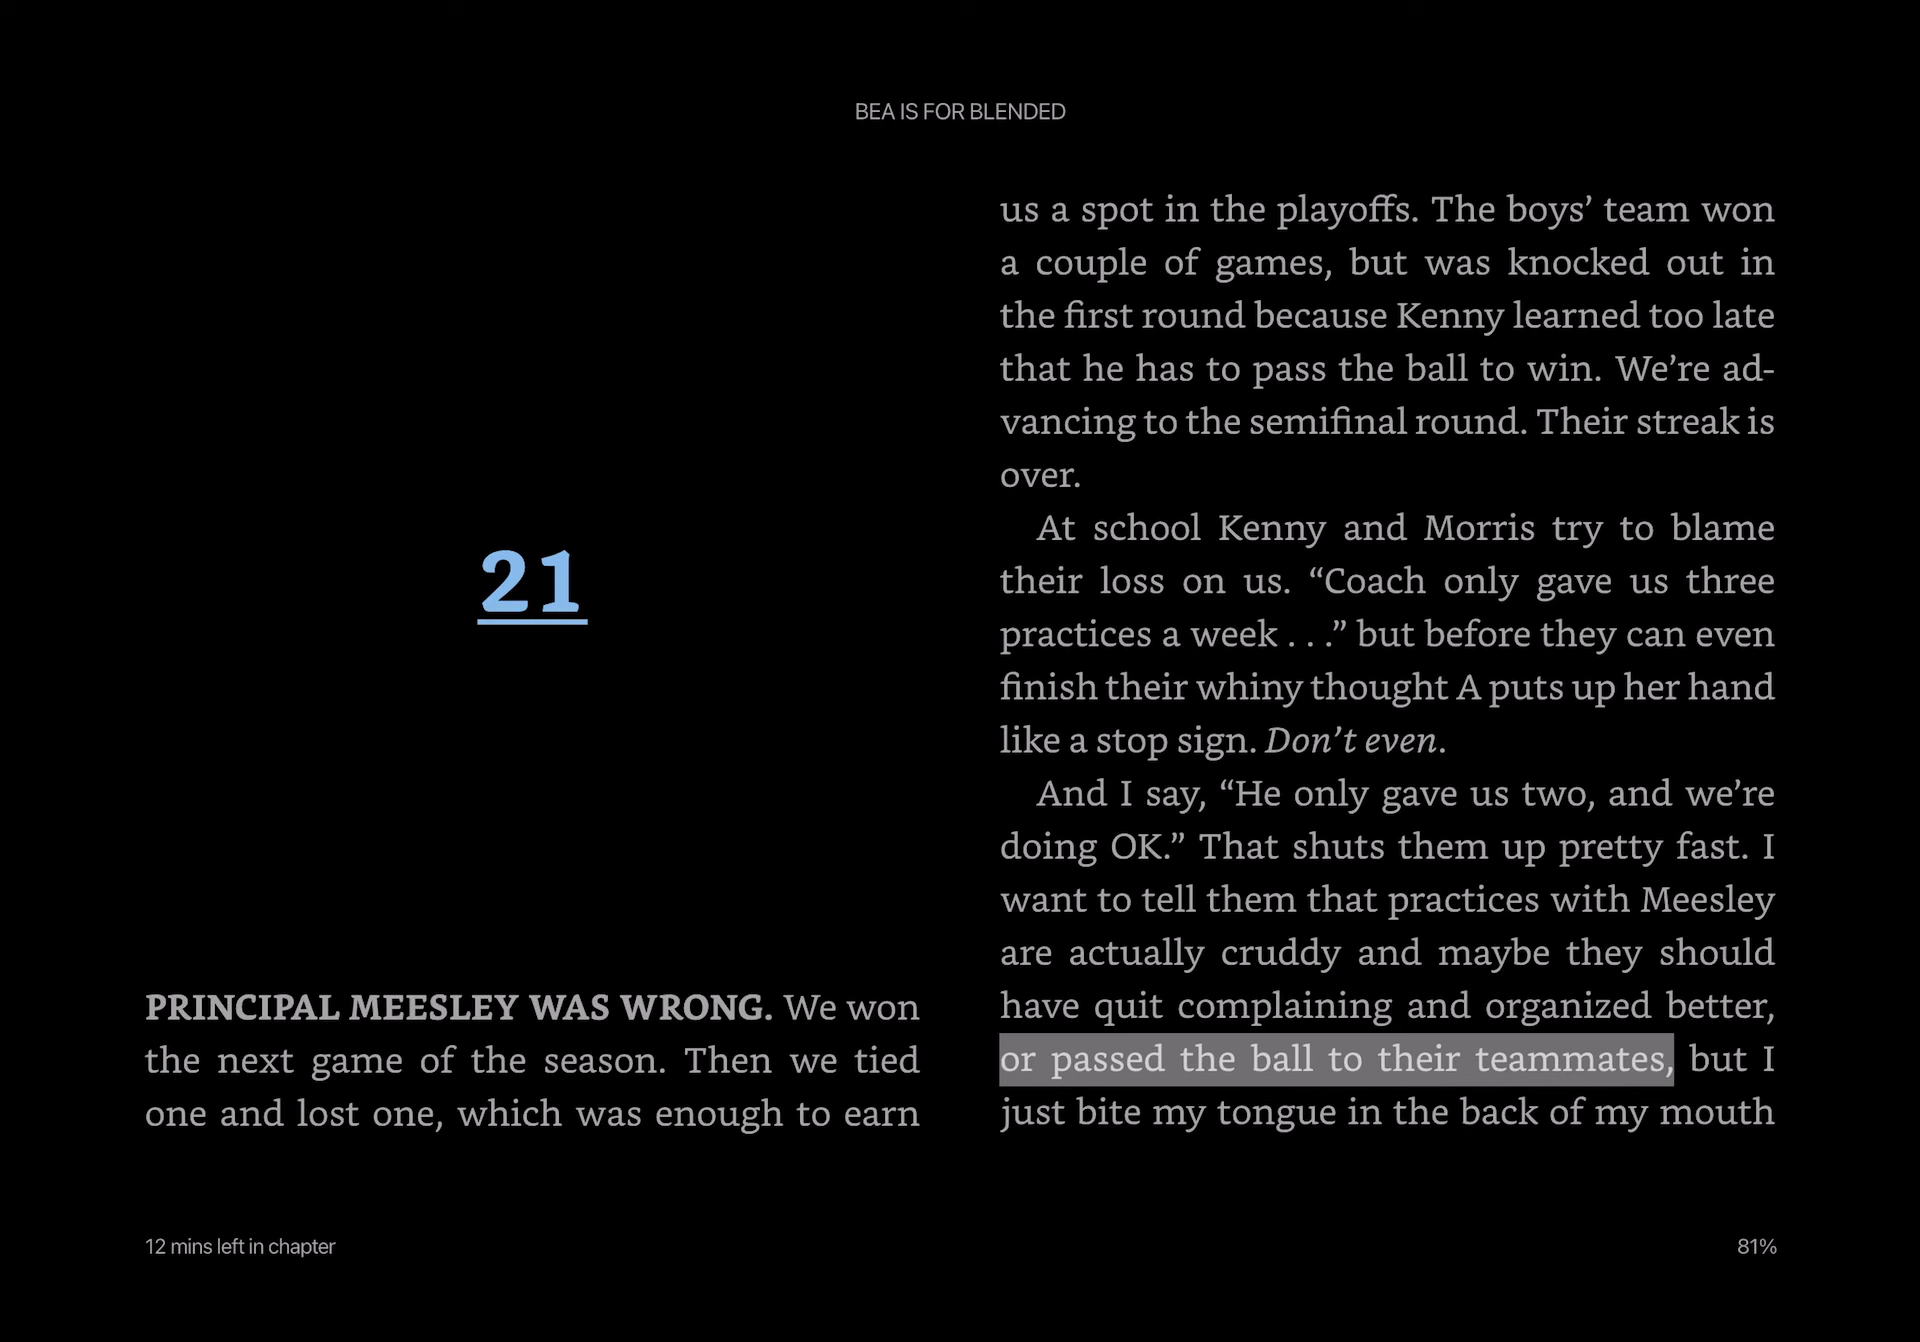 BEA IS FOR BLENDED
21
PRINCIPAL MEESLEY WAS WRONG. We won
the next game of the season. Then we tied
one and lost one, which was enough to earn
us a spot in the playoffs. The boys’ team won
a couple of games, but was knocked out in
the first round because Kenny learned too late
that he has to pass the ball to win. We’re ad-
vancing to the semifinal round. Their streak is
over.
At school Kenny and Morris try to blame
their loss on us. “Coach only gave us three
practices a week . . .” but before they can even
finish their whiny thought A puts up her hand
like a stop sign. Don’t even.
And I say, “He only gave us two, and we’re
doing OK.” That shuts them up pretty fast. I
want to tell them that practices with Meesley
are actually cruddy and maybe they should
have quit complaining and organized better,
or passed the ball to their teammates, but I
just bite my tongue in the back of my mouth
12 mins left in chapter
81%